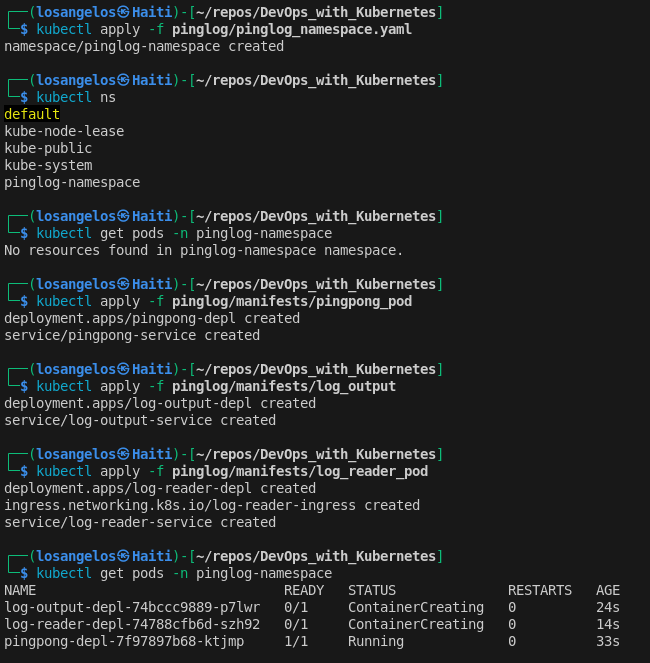 ┌──(losangelos㉿Haiti)-[~/repos/DevOps_with_Kubernetes]
└─$ kubectl apply -f pinglog/pinglog_namespace.yaml
namespace/pinglog-namespace created
┌──(losangelos㉿Haiti)-[~/repos/DevOps_with_Kubernetes]
└─$ kubectl ns
default
kube-node-lease
kube-public
kube-system
pinglog-namespace
┌──(losangelos㉿Haiti)-[~/repos/DevOps_with_Kubernetes]
└─$ kubectl get pods -n pinglog-namespace
No resources found in pinglog-namespace namespace.
┌──(losangelos㉿Haiti)-[~/repos/DevOps_with_Kubernetes]
└─$ kubectl apply -f pinglog/manifests/pingpong_pod
deployment.apps/pingpong-depl created
service/pingpong-service created
┌──(losangelos㉿Haiti)-[~/repos/DevOps_with_Kubernetes]
└─$ kubectl apply -f pinglog/manifests/log_output
deployment.apps/log-output-depl created
service/log-output-service created
┌──(losangelos㉿Haiti)-[~/repos/DevOps_with_Kubernetes]
└─$ kubectl apply -f pinglog/manifests/log_reader_pod
deployment.apps/log-reader-depl created
ingress.networking.k8s.io/log-reader-ingress created
service/log-reader-service created
┌──(losangelos㉿Haiti)-[~/repos/DevOps_with_Kubernetes]
└─$ kubectl get pods -n pinglog-namespace
NAME                               READY   STATUS              RESTARTS   AGE
log-output-depl-74bccc9889-p7lwr   0/1     ContainerCreating   0          24s
log-reader-depl-74788cfb6d-szh92   0/1     ContainerCreating   0          14s
pingpong-depl-7f97897b68-ktjmp     1/1     Running             0          33s